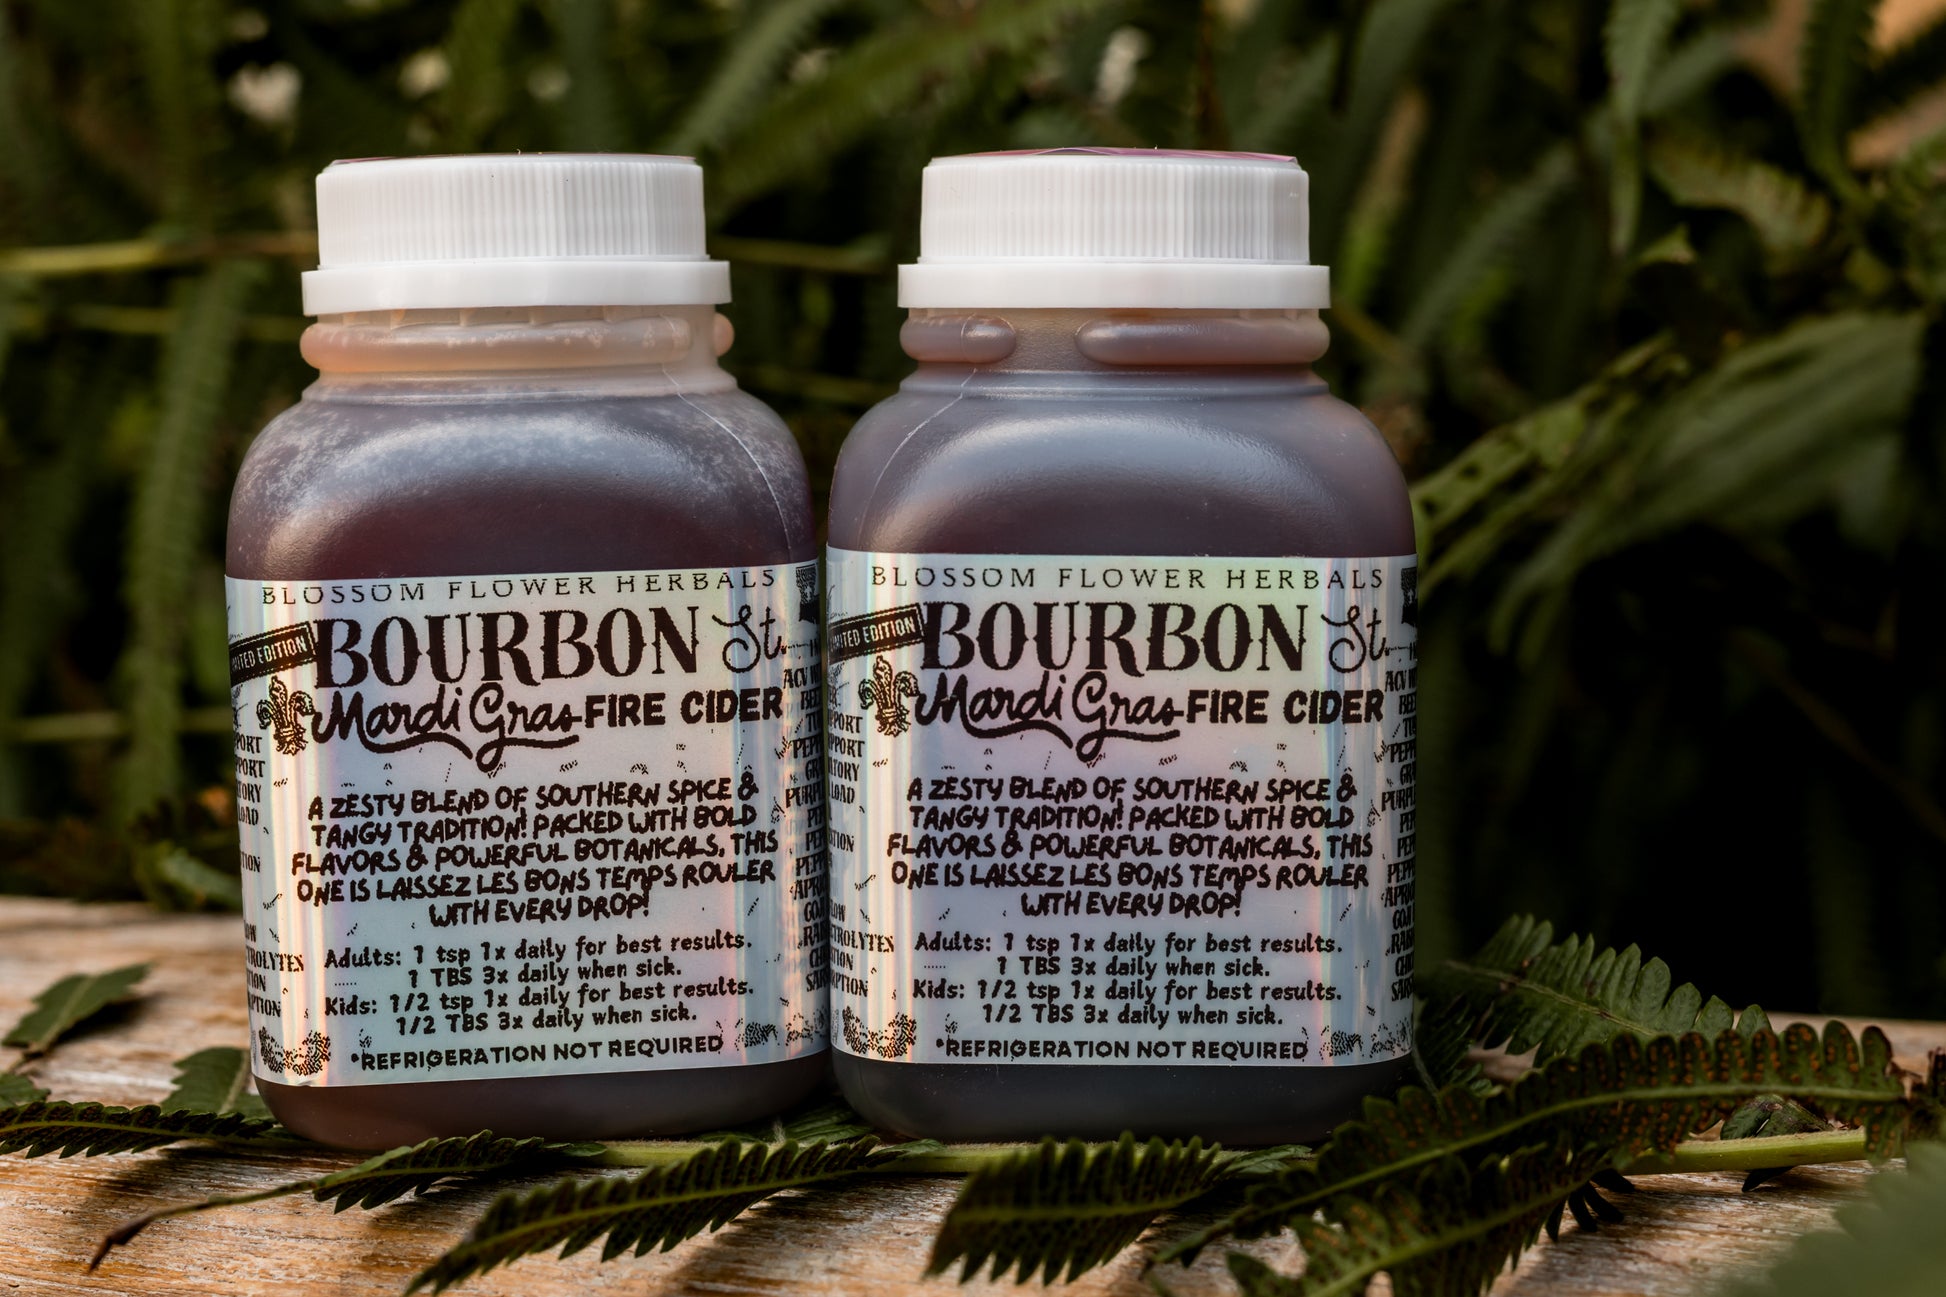 BLOSSOM FLOWER HERBALS
EDITION
BOURBON St.
Mardi Gras FIRE CIDER
A ZESTY BLEND OF SOUTHERN SPICE &
TANGY TRADITION! PACKED WITH BOLD
FLAVORS & POWERFUL BOTANICALS, THIS
ONE IS LAISSEZ LES BONS TEMPS ROULER
WITH EVERY DROP!
Adults: 1 tsp 1x daily for best results.
1 TBS 3x daily when sick.
Kids: 1/2 tsp 1x daily for best results.
1/2 TBS 3x daily when sick.
*REFRIGERATION NOT REQUIRED
BLOSSOM FLOWER HERBALS
EDITION
BOURBON St.
Mardi Gras FIRE CIDER
A ZESTY BLEND OF SOUTHERN SPICE &
TANGY TRADITION! PACKED WITH BOLD
FLAVORS & POWERFUL BOTANICALS, THIS
ONE IS LAISSEZ LES BONS TEMPS ROULER
WITH EVERY DROP!
Adults: 1 tsp 1x daily for best results.
1 TBS 3x daily when sick.
Kids: 1/2 tsp 1x daily for best results.
1/2 TBS 3x daily when sick.
*REFRIGERATION NOT REQUIRED